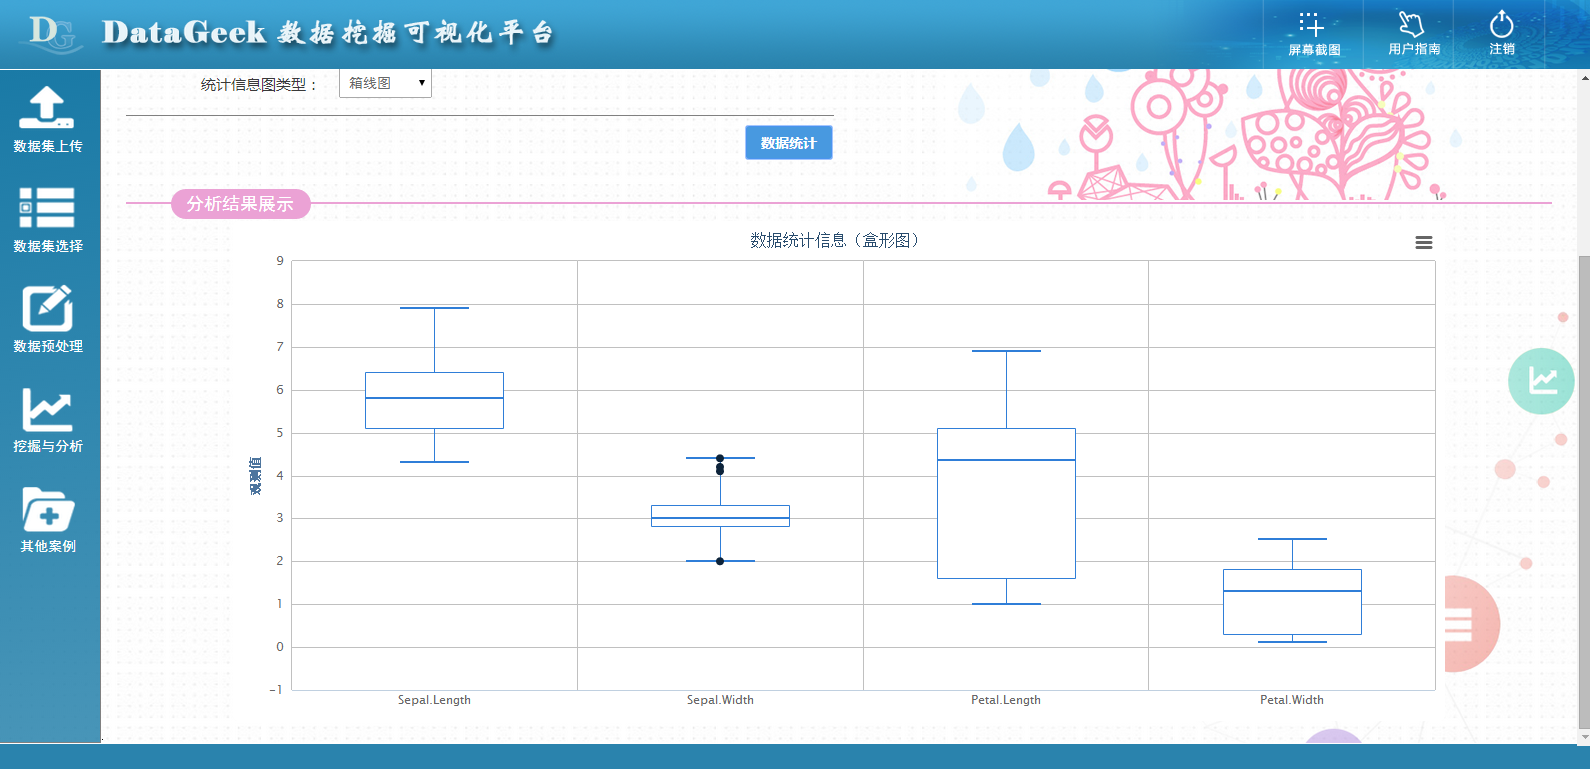 DG DataGeek 数据挖掘可视化平台
屏幕截图
用户指南
注销
数据集上传
数据集选择
数据预处理
挖掘与分析
其他案例
统计信息图类型：
箱线图
数据统计
分析结果展示
数据统计信息（盒形图）
观测值
9
8
7
6
5
4
3
2
1
0
-1
Sepal.Length
Sepal.Width
Petal.Length
Petal.Width